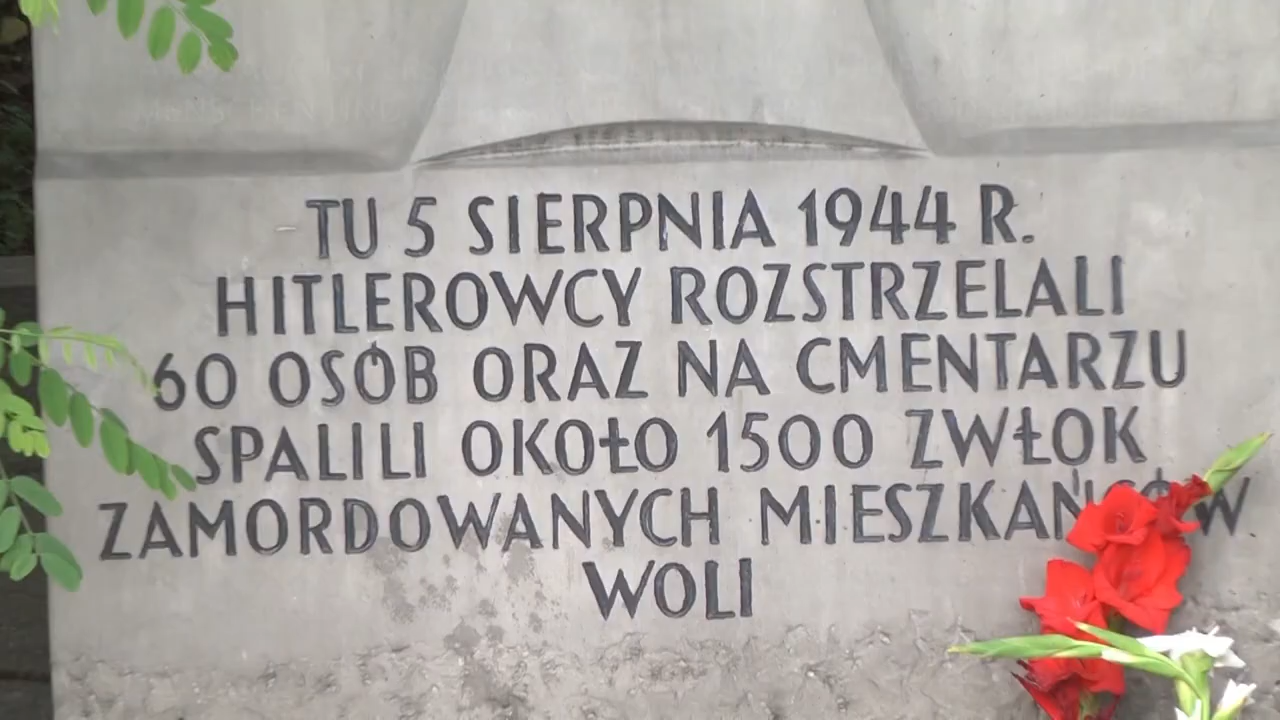 TU 5 SIERPNIA 1944 R.
HITLEROWCY ROZSTRZELALI
60 OSÓB ORAZ NA CMENTARZU
SPALILI OKOŁO 1500 ZWŁOK
ZAMORDOWANYCH MIESZKAŃCÓW
WOLI